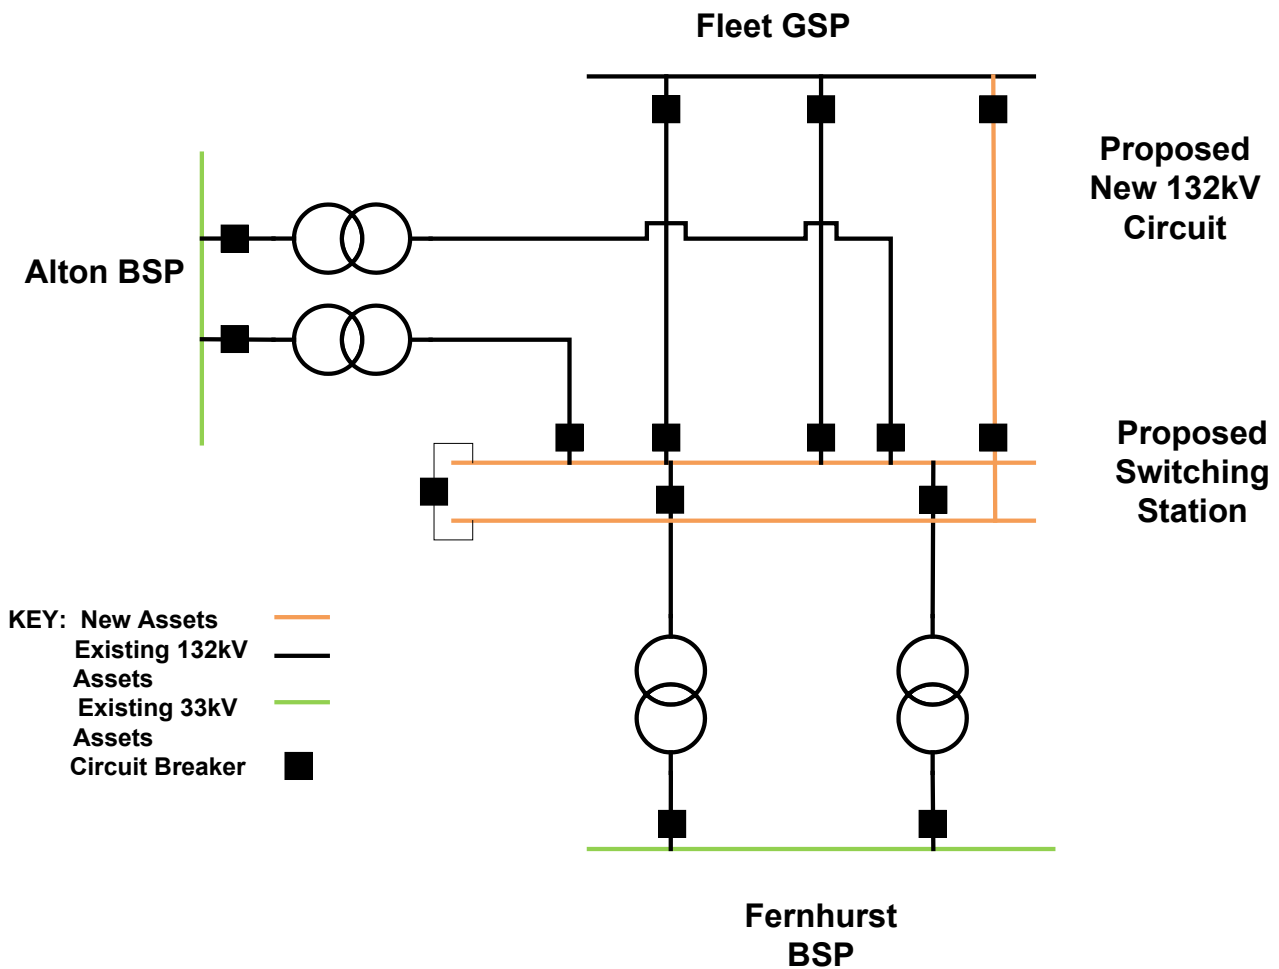 Fleet GSP
Proposed
New 132kV
Circuit
Alton BSP
Proposed
Switching
Station
KEY: New Assets
Existing 132kV
Assets
Existing 33kV
Assets
Circuit Breaker
Fernhurst
BSP